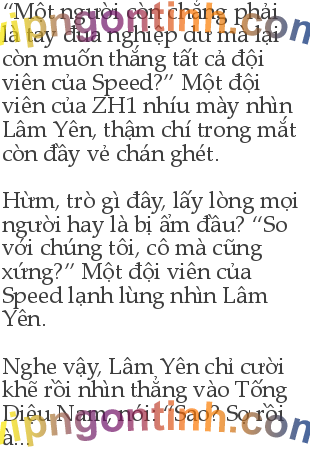 “Một người còn chẳng phải
là tay đua nghiệp dư mà lại
còn muốn thắng tất cả đội
viên của Speed?” Một đội
viên của ZH1 nhíu mày nhìn
Lâm Yên, thậm chí trong mắt
còn đầy vẻ chán ghét.
Hừm, trò gì đây, lấy lòng mọi
người hay là bị ẩm đầu? “So
với chúng tôi, cô mà cũng
xứng?” Một đội viên của
Speed lạnh lùng nhìn Lâm
Yên.
Nghe vậy, Lâm Yên chỉ cười
khẽ rồi nhìn thẳng vào Tống
Diệu Nam, nói: “Sao? Sợ rồi
à...
vipngontinh.com
vipngontinh.com